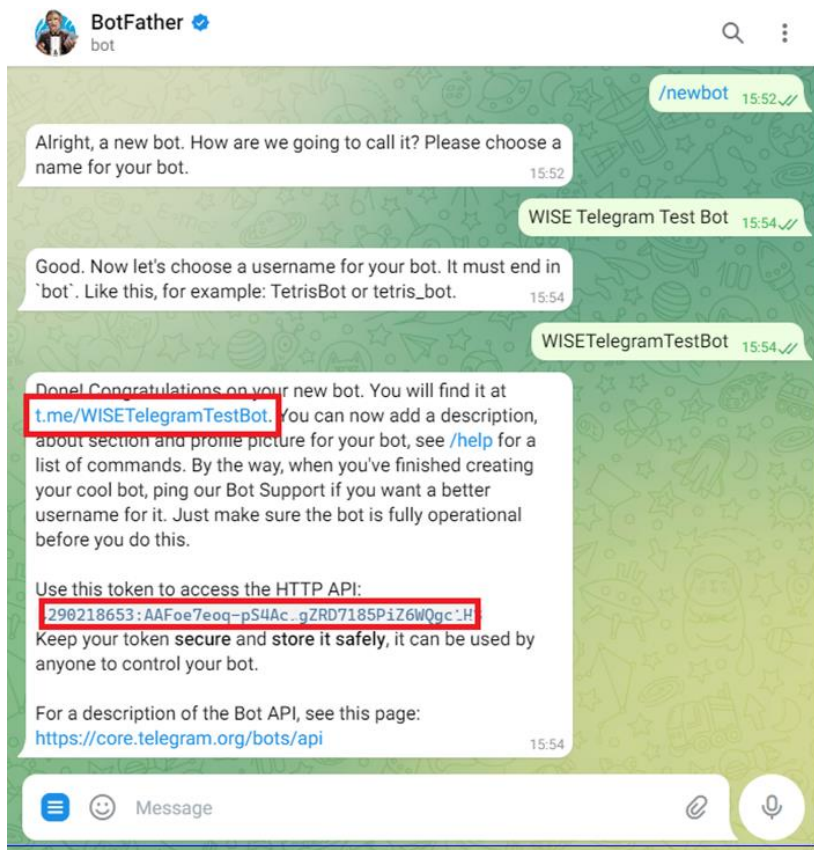 BotFather
bot
/newbot 15:52
Alright, a new bot. How are we going to call it? Please choose a
name for your bot.
15:52
WISE Telegram Test Bot 15:54
Good. Now let's choose a username for your bot. It must end in
`bot`. Like this, for example: TetrisBot or tetris_bot.
15:54
WISETelegramTestBot 15:54
Done! Congratulations on your new bot. You will find it at
t.me/WISETelegramTestBot. You can now add a description,
about section and profile picture for your bot, see /help for a
list of commands. By the way, when you've finished creating
your cool bot, ping our Bot Support if you want a better
username for it. Just make sure the bot is fully operational
before you do this.
Use this token to access the HTTP API:
Keep your token secure and store it safely, it can be used by
anyone to control your bot.
For a description of the Bot API, see this page:
https://core.telegram.org/bots/api
15:54
Message